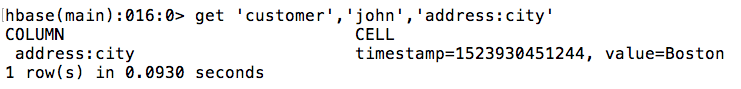 hbase(main):016:0> get 'customer','john','address:city'
COLUMN                CELL
 address:city         timestamp=1523930451244, value=Boston
1 row(s) in 0.0930 seconds